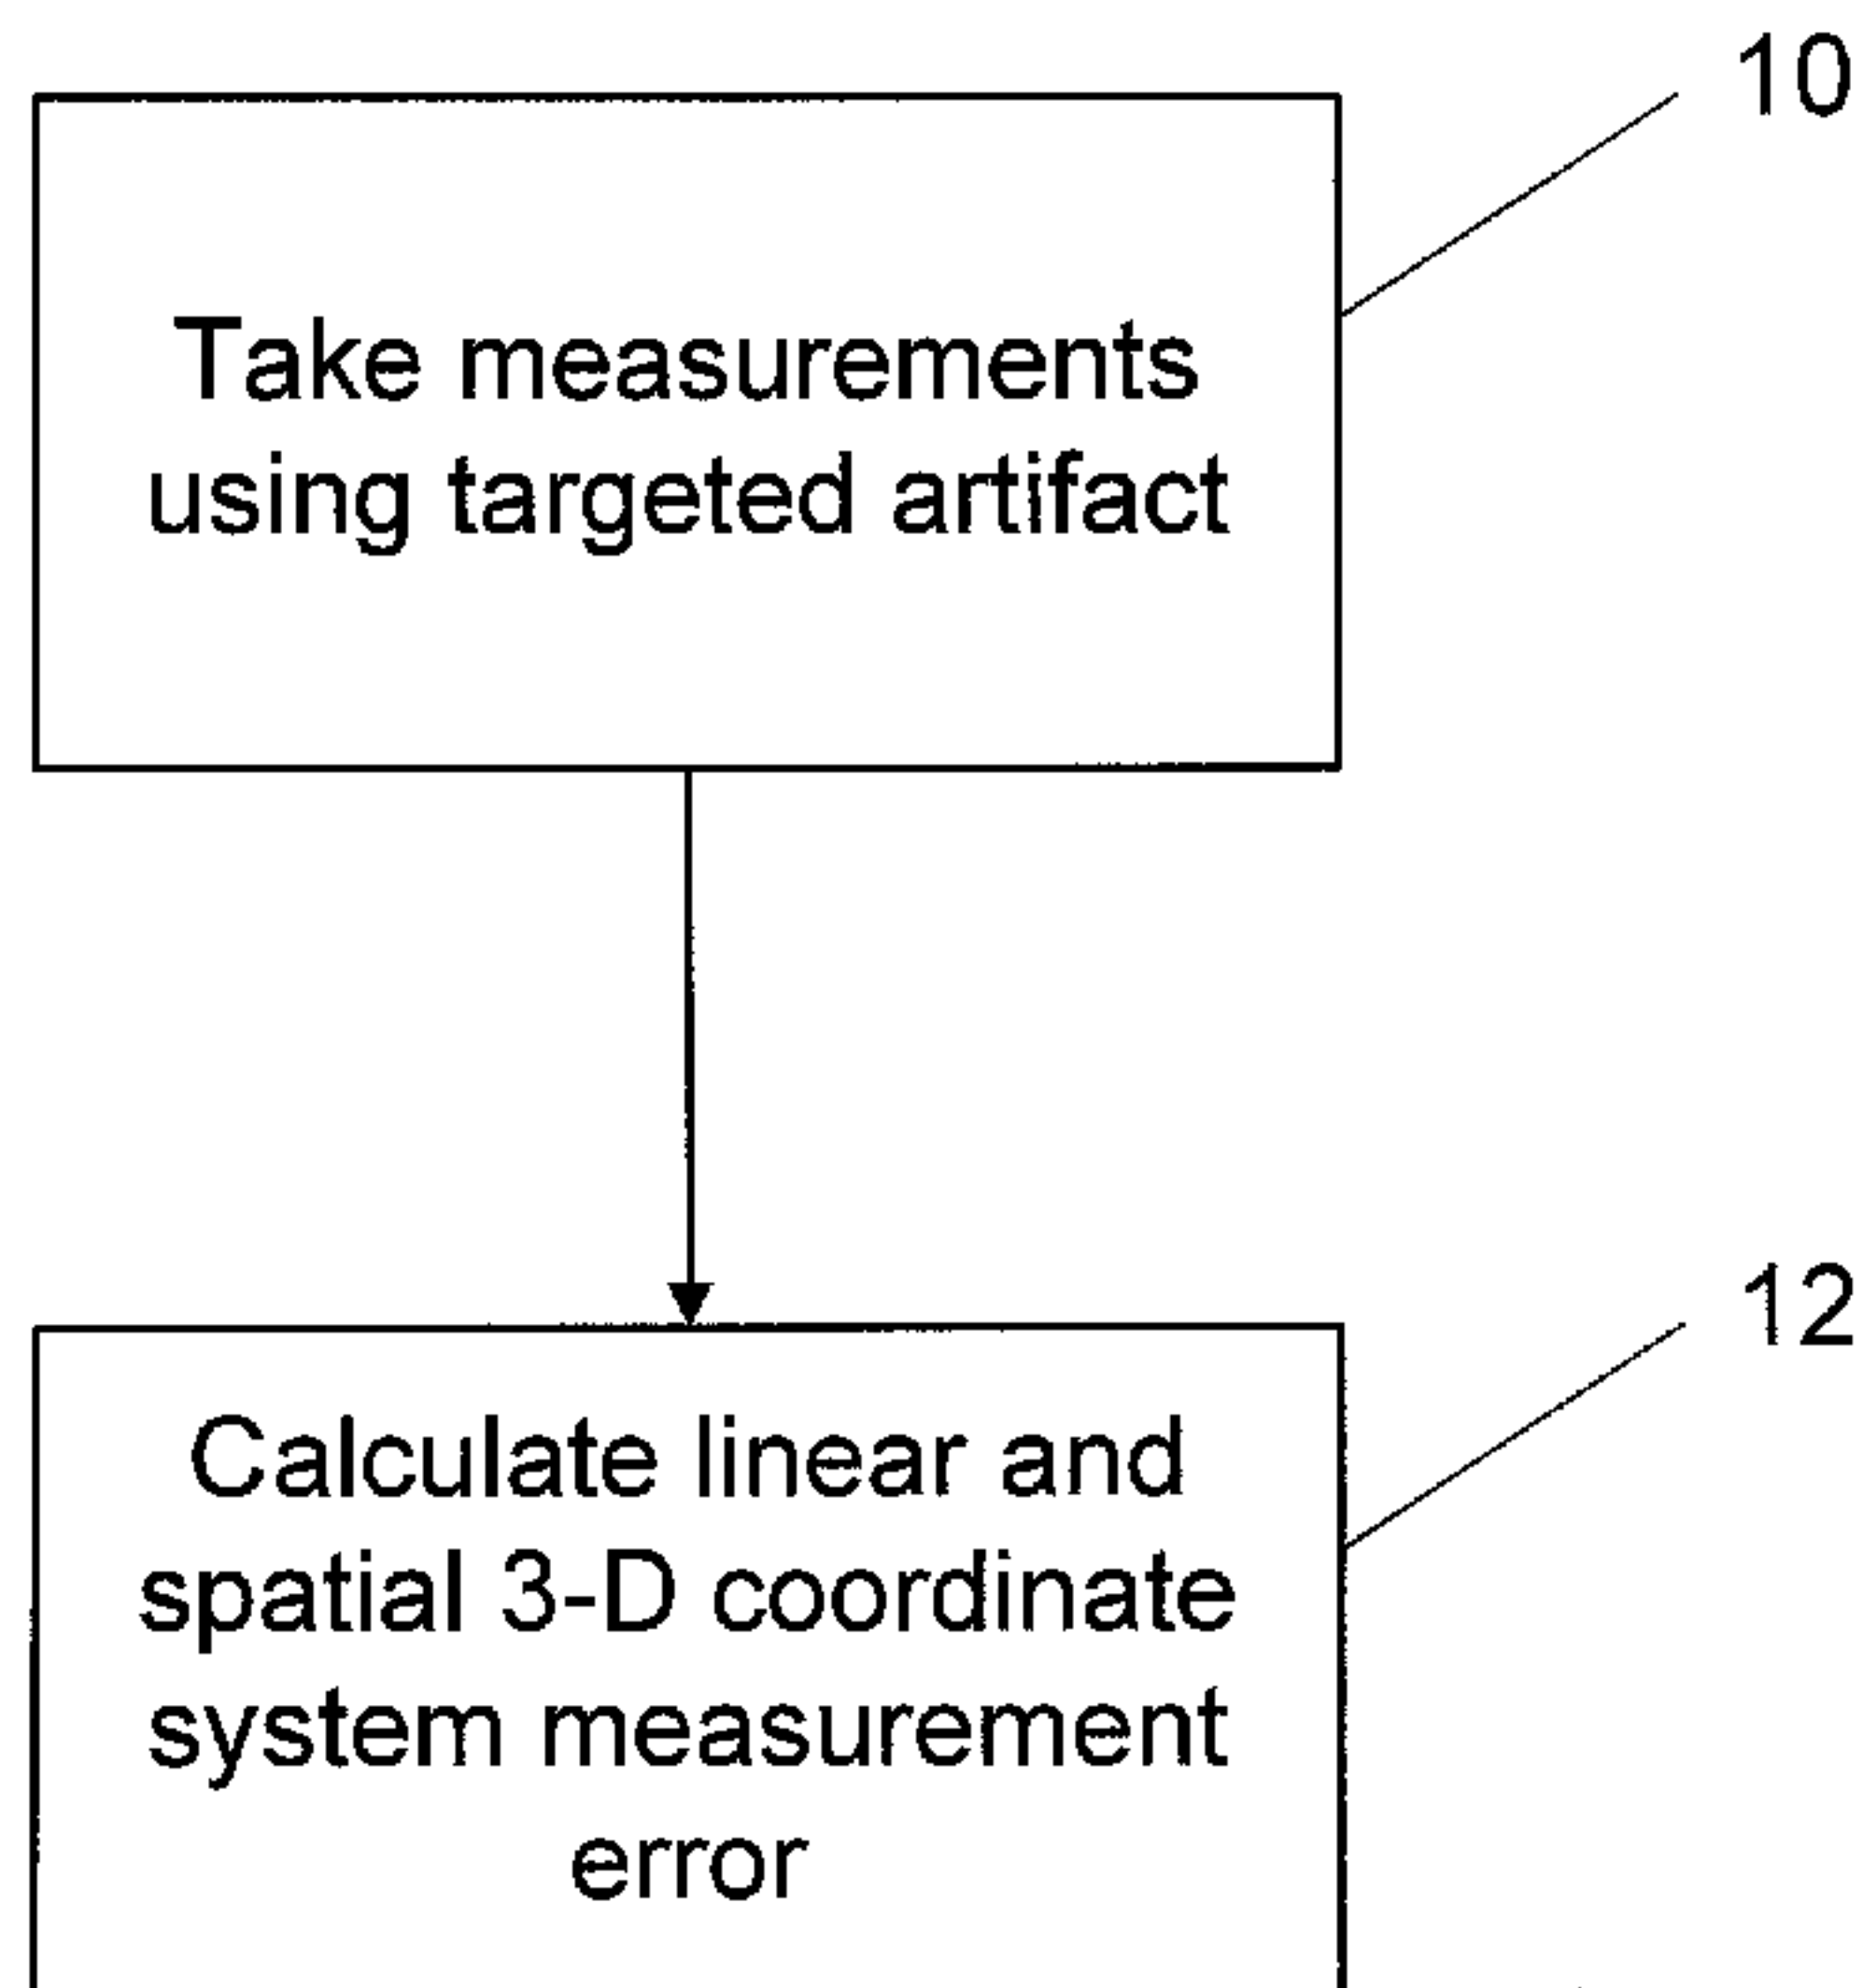 10
Take measurements
using targeted artifact
12
Calculate linear and
spatial 3-D coordinate
system measurement
error